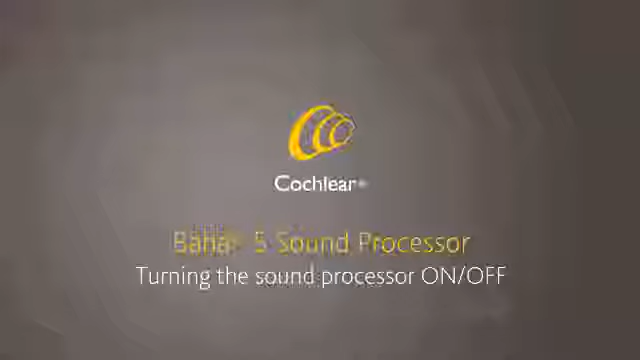 Cochlear®
Baha® 5 Sound Processor
Turning the sound processor ON/OFF